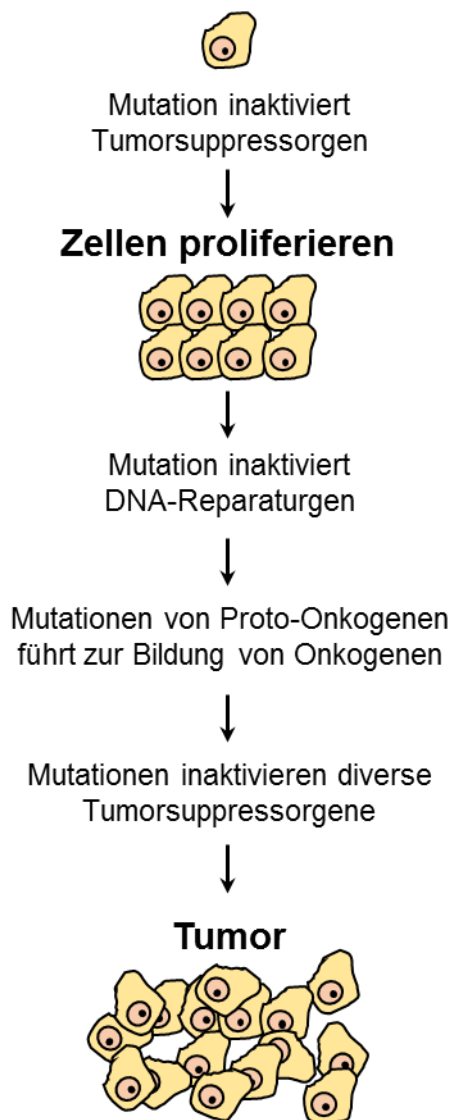 Mutation inaktiviert
Tumorsuppressorgen
Zellen proliferieren
Mutation inaktiviert
DNA-Reparaturgen
Mutationen von Proto-Onkogenen
führt zur Bildung von Onkogenen
Mutationen inaktivieren diverse
Tumorsuppressorgene
Tumor